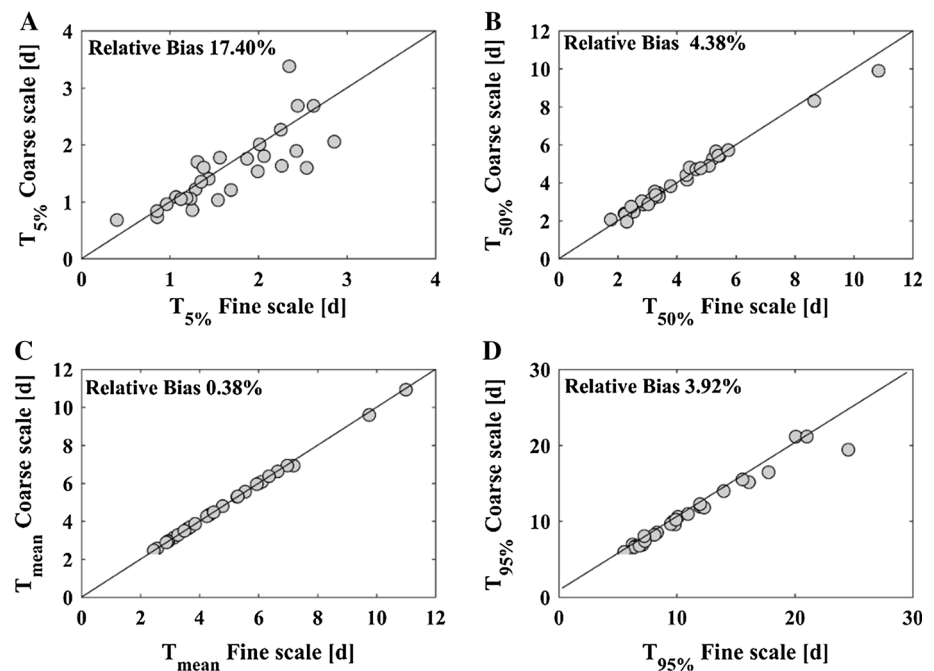 A
Relative Bias 17.40%
T5% Coarse scale [d]
4
3
2
1
0
0 1 2 3 4
T5% Fine scale [d]
B
Relative Bias 4.38%
T50% Coarse scale [d]
12
10
8
6
4
2
0
0 2 4 6 8 10 12
T50% Fine scale [d]
C
Relative Bias 0.38%
Tmean Coarse scale [d]
12
10
8
6
4
2
0
0 2 4 6 8 10 12
Tmean Fine scale [d]
D
Relative Bias 3.92%
T95% Coarse scale [d]
30
20
10
0
0 10 20 30
T95% Fine scale [d]